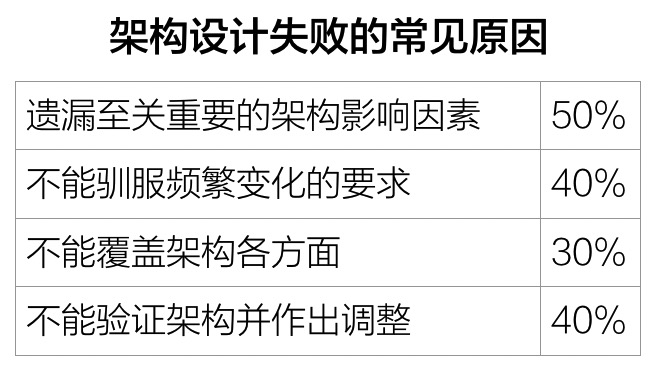 架构设计失败的常见原因
遗漏至关重要的架构影响因素 50%
不能驯服频繁变化的要求 40%
不能覆盖架构各方面 30%
不能验证架构并作出调整 40%